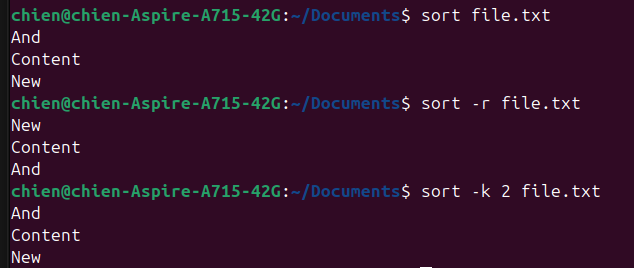 chien@chien-Aspire-A715-42G:~/Documents$ sort file.txt
And
Content
New
chien@chien-Aspire-A715-42G:~/Documents$ sort -r file.txt
New
Content
And
chien@chien-Aspire-A715-42G:~/Documents$ sort -k 2 file.txt
And
Content
New